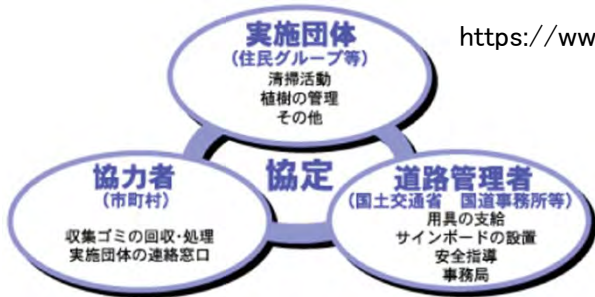 実施団体
(住民グループ等)
清掃活動
植樹の管理
その他
https://ww
協定
協力者
(市町村)
収集ゴミの回収・処理
実施団体の連絡窓口
道路管理者
(国土交通省　国道事務所等)
用具の支給
サインボードの設置
安全指導
事務局